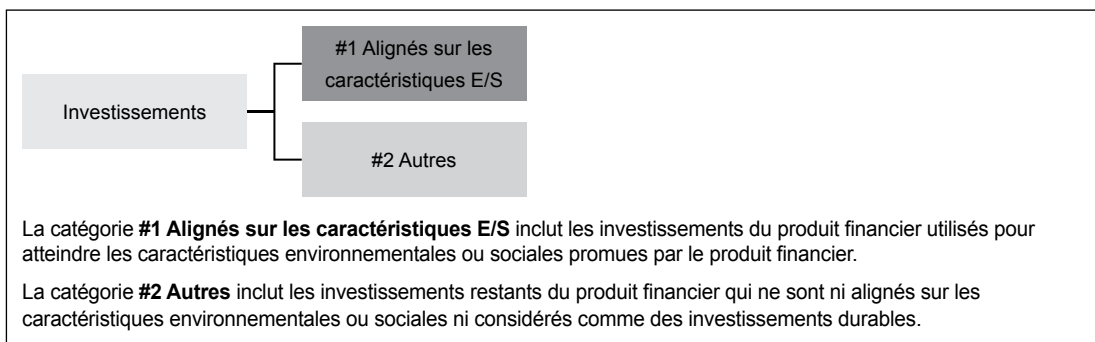 #1 Alignés sur les
caractéristiques E/S
Investissements
#2 Autres
La catégorie #1 Alignés sur les caractéristiques E/S inclut les investissements du produit financier utilisés pour
atteindre les caractéristiques environnementales ou sociales promues par le produit financier.
La catégorie #2 Autres inclut les investissements restants du produit financier qui ne sont ni alignés sur les
caractéristiques environnementales ou sociales ni considérés comme des investissements durables.